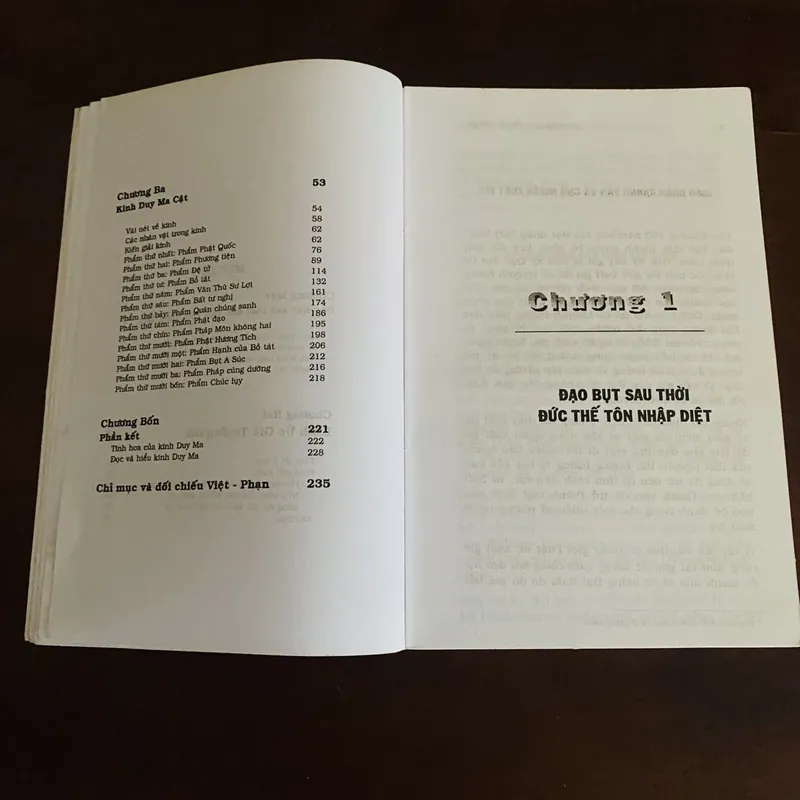 Chương Ba 53
Kinh Duy Ma Cật
Vài nét về kinh 54
Các nhân vật trong kinh 58
Kiến giải kinh 62
Phẩm thứ nhất: Phẩm Phật Quốc 62
Phẩm thứ hai: Phẩm Phương tiện 76
Phẩm thứ ba: Phẩm Đệ tử 89
Phẩm thứ tư: Phẩm Bồ tát 114
Phẩm thứ năm: Phẩm Văn Thù Sư Lợi 132
Phẩm thứ sáu: Phẩm Bất tư nghị 161
Phẩm thứ bảy: Phẩm Quán chúng sanh 174
Phẩm thứ tám: Phẩm Phật đạo 186
Phẩm thứ chín: Phẩm Pháp Môn không hai 195
Phẩm thứ mười: Phẩm Phật Hương Tích 198
Phẩm thứ mười một: Phẩm Hạnh của Bồ tát 206
Phẩm thứ mười hai: Phẩm Bụt A Súc 212
Phẩm thứ mười ba: Phẩm Pháp cúng dường 216
Phẩm thứ mười bốn: Phẩm Chúc lụy 218
Chương Bốn
Phần kết 221
Tinh hoa của kinh Duy Ma 222
Đọc và hiểu kinh Duy Ma 228
Chỉ mục và đối chiếu Việt - Phạn 235
Chương 1
ĐẠO BỤT SAU THỜI
ĐỨC THẾ TÔN NHẬP DIỆT